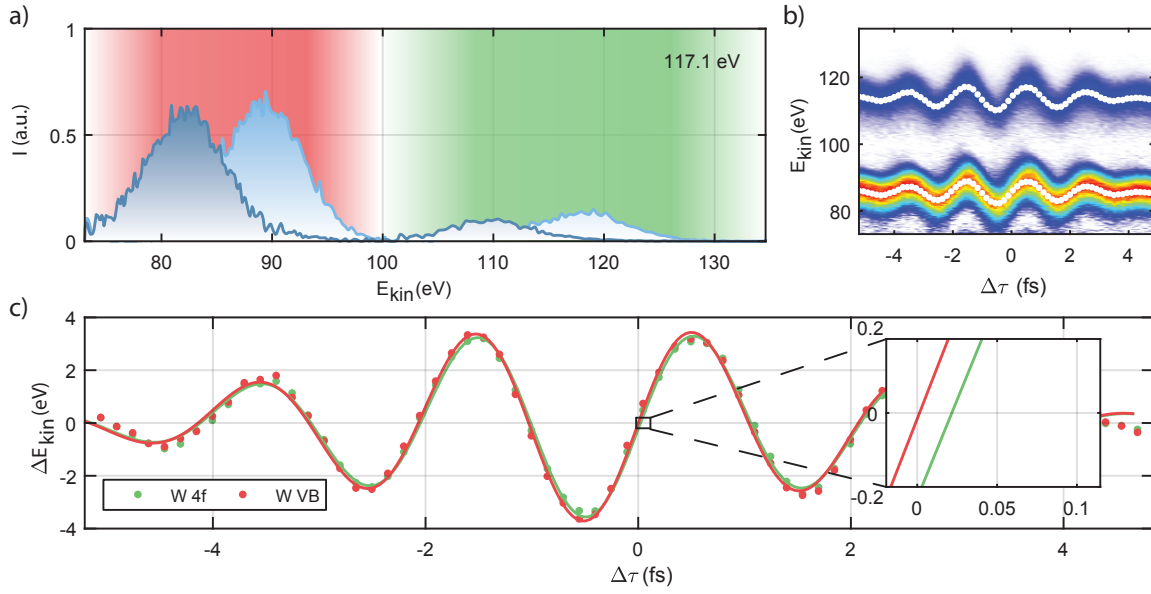 a)
1
0.5
0
I (a.u.)
117.1 eV
80 90 100 110 120 130
E_kin (eV)
b)
120
100
80
E_kin (eV)
-4 -2 0 2 4
Δτ (fs)
c)
4
2
0
-2
-4
ΔE_kin (eV)
W 4f W VB
-4 -2 0 2
Δτ (fs)
0.2
0
-0.2
0 0.05 0.1
4